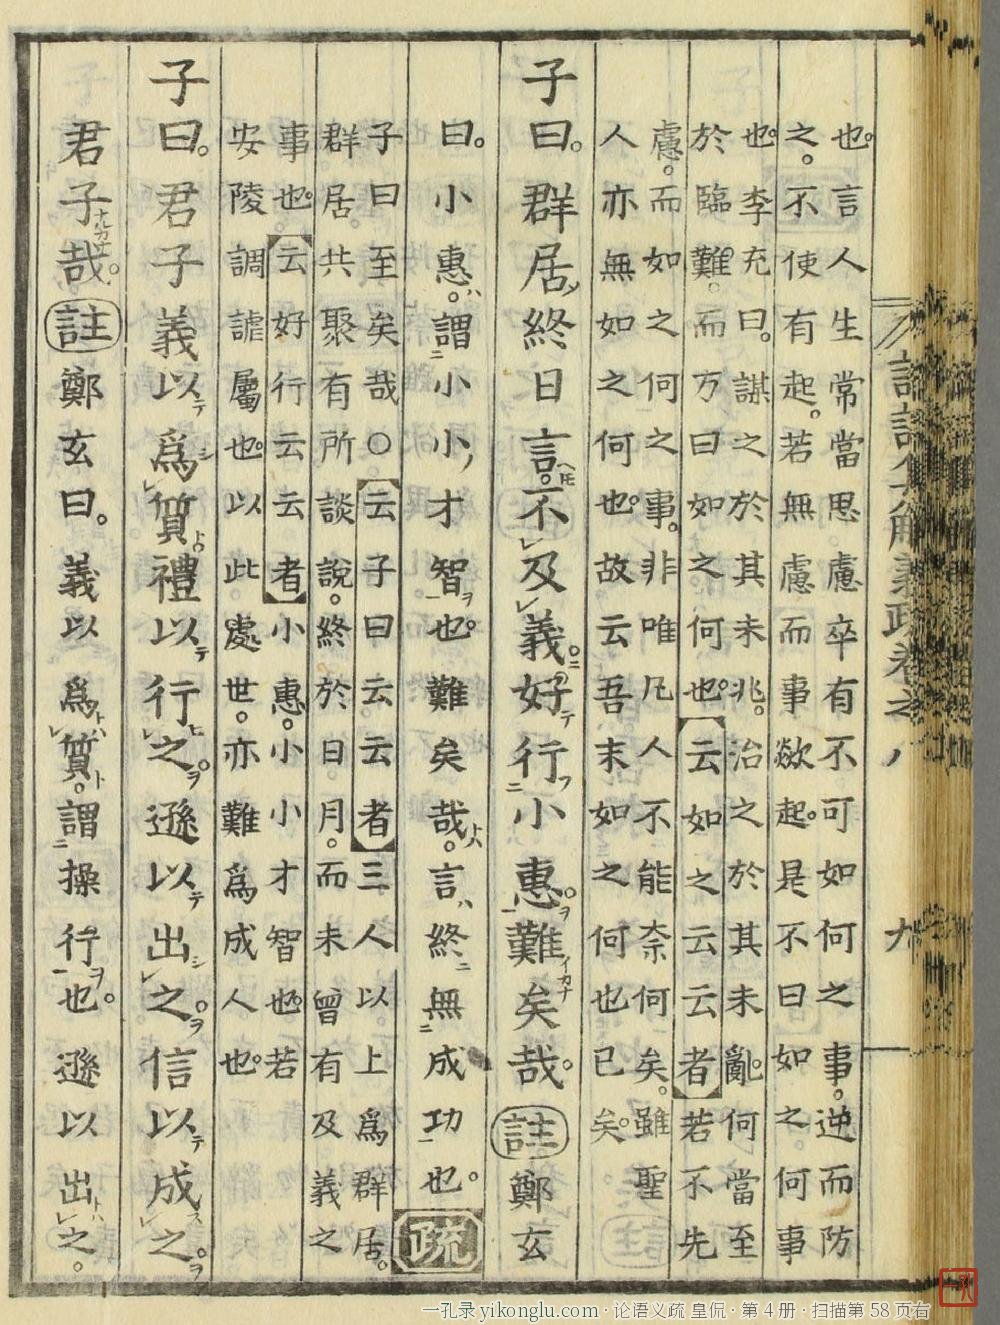 論語集解義疏卷之八　九
也。言人生常當思慮卒有不可如何之事。逆而防
之。不使有起。若無慮而事歘起。是不曰如之。何事
也。李充曰。謀之於其未兆。治之於其未亂。何當至
於臨難。而方曰如之何也。【云如之云云者】若不先
慮。而如之何之事。非唯凡人不能奈何矣。雖聖
人亦無如之何也。故云吾末如之何也已矣。
子曰。群居終日言。不及義。好行小惠。難矣哉。註鄭玄
曰。小惠。謂小小才智也。難矣哉。言終無成功也。疏
子曰至矣哉○【云子曰云云者】三人以上爲群居。
群居。共聚有所談說。終於日月。而未曾有及義之
事也。【云好行云云者】小惠。小小才智也。若
安陵調謔屬也。以此處世。亦難爲成人也。
子曰。君子義以爲質禮以行之。遜以出之。信以成之。
君子哉。註鄭玄曰。義以爲質。謂操行也。遜以出之。
一孔录 yikonglu.com · 论语义疏 皇侃 · 第 4 册 · 扫描第 58 页右